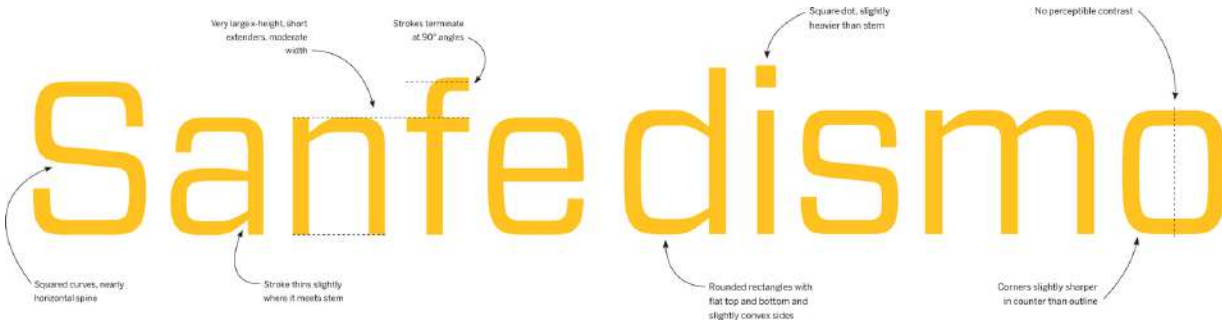 Very large x-height, short
extenders, moderate
width
Strokes terminate
at 90° angles
Square dot, slightly
heavier than stem
No perceptible contrast
Sanfedismo
Squared curves, nearly
horizontal spine
Stroke thins slightly
where it meets stem
Rounded rectangles with
flat top and bottom and
slightly convex sides
Corners slightly sharper
in counter than outline